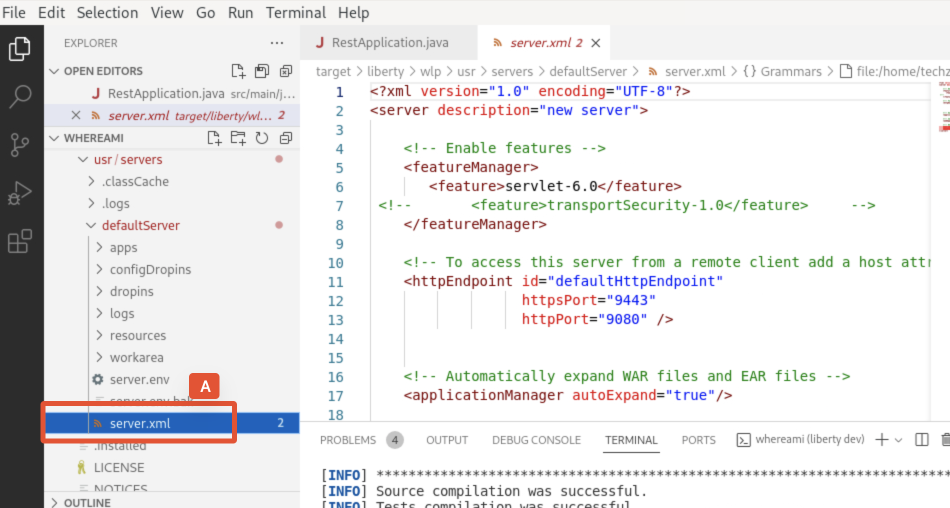 File Edit Selection View Go Run Terminal Help
EXPLORER ...
OPEN EDITORS
RestApplication.java src/main/j...
server.xml target/liberty/wl... 2
WHEREAMI
usr/servers
.classCache
.logs
defaultServer
apps
configDropins
dropins
logs
resources
workarea
server.env
A
server.env.bak
server.xml 2
.installed
LICENSE
NOTICES
OUTLINE
J RestApplication.java server.xml 2
target > liberty > wlp > usr > servers > defaultServer > server.xml > {} Grammars > file:/home/techz
1 <?xml version="1.0" encoding="UTF-8"?>
2 <server description="new server">
3
4 <!-- Enable features -->
5 <featureManager>
6 <feature>servlet-6.0</feature>
7 <!-- <feature>transportSecurity-1.0</feature> -->
8 </featureManager>
9
10 <!-- To access this server from a remote client add a host attr
11 <httpEndpoint id="defaultHttpEndpoint"
12 httpsPort="9443"
13 httpPort="9080" />
14
15
16 <!-- Automatically expand WAR files and EAR files -->
17 <applicationManager autoExpand="true"/>
18
PROBLEMS 4 OUTPUT DEBUG CONSOLE TERMINAL PORTS whereami (liberty dev)
[INFO] ************************************************************************
[INFO] Source compilation was successful.
[INFO] Tests compilation was successful.